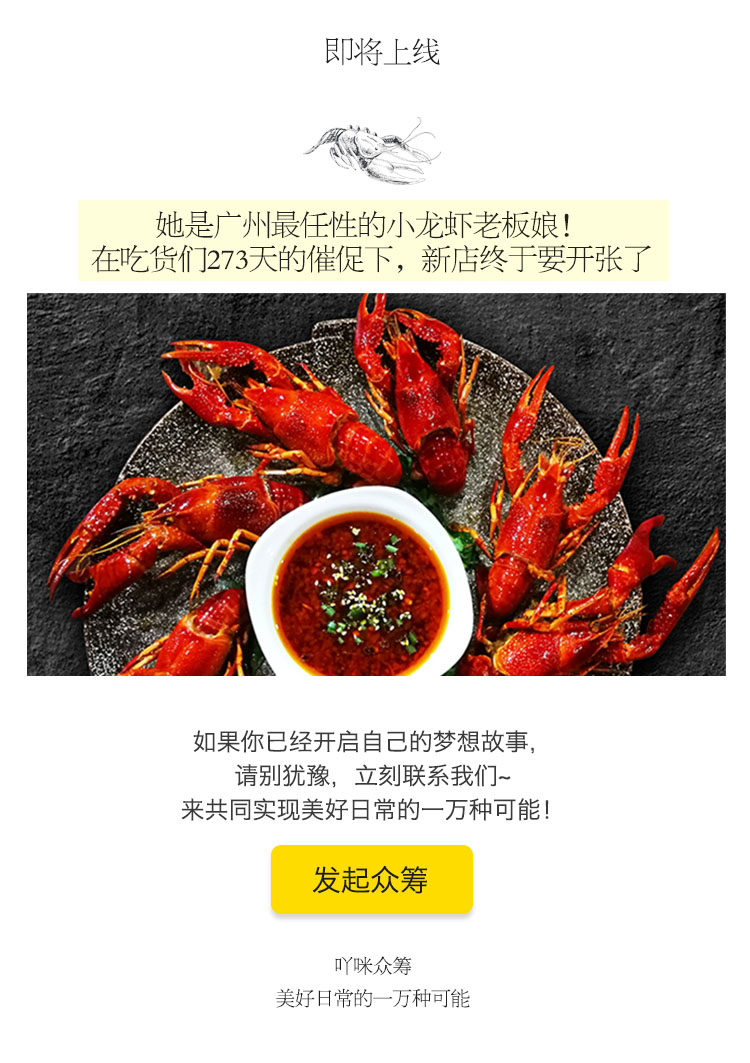 即将上线
她是广州最任性的小龙虾老板娘！
在吃货们273天的催促下，新店终于要开张了
如果你已经开启自己的梦想故事，
请别犹豫，立刻联系我们~
来共同实现美好日常的一万种可能！
发起众筹
吖咪众筹
美好日常的一万种可能